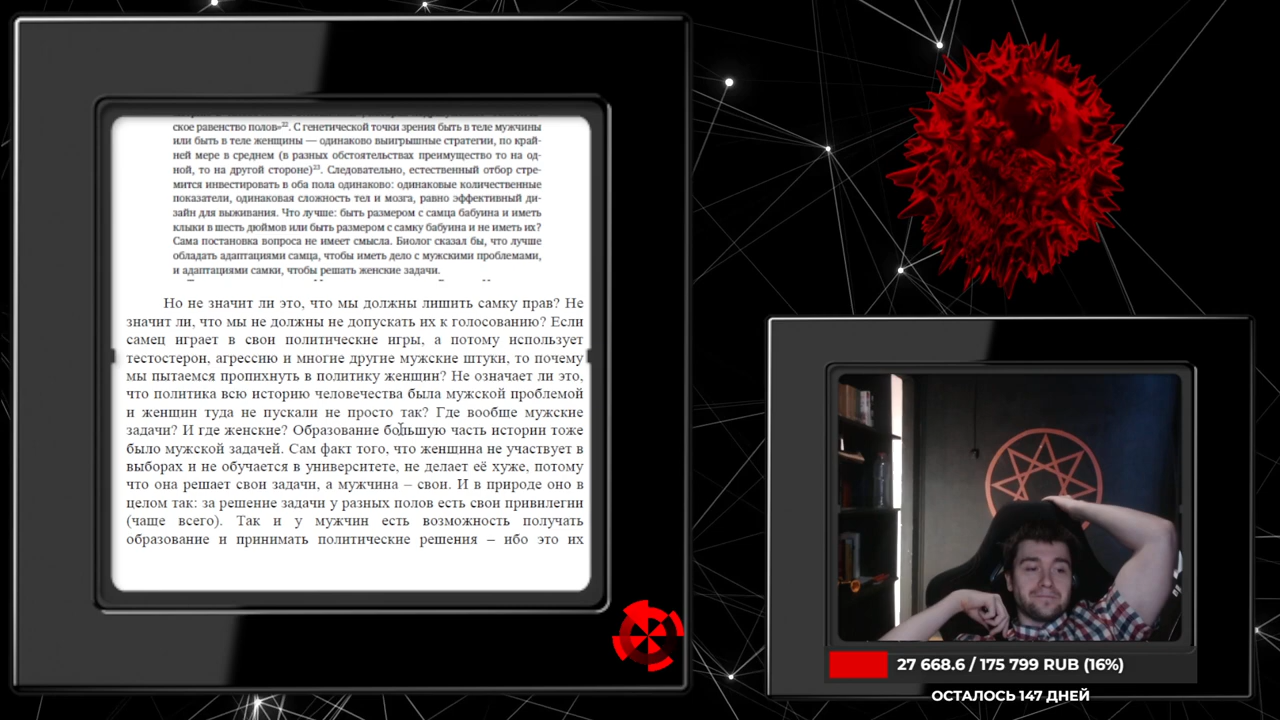 ское равенство полов»²². С генетической точки зрения быть в теле мужчины
или быть в теле женщины — одинаково выигрышные стратегии, по край-
ней мере в среднем (в разных обстоятельствах преимущество то на од-
ной, то на другой стороне)²³. Следовательно, естественный отбор стре-
мится инвестировать в оба пола одинаково: одинаковые количественные
показатели, одинаковая сложность тел и мозга, равно эффективный ди-
зайн для выживания. Что лучше: быть размером с самца бабуина и иметь
клыки в шесть дюймов или быть размером с самку бабуина и не иметь их?
Сама постановка вопроса не имеет смысла. Биолог сказал бы, что лучше
обладать адаптациями самца, чтобы иметь дело с мужскими проблемами,
и адаптациями самки, чтобы решать женские задачи.
Но не значит ли это, что мы должны лишить самку прав? Не
значит ли, что мы не должны не допускать их к голосованию? Если
самец играет в свои политические игры, а потому использует
тестостерон, агрессию и многие другие мужские штуки, то почему
мы пытаемся пропихнуть в политику женщин? Не означает ли это,
что политика всю историю человечества была мужской проблемой
и женщин туда не пускали не просто так? Где вообще мужские
задачи? И где женские? Образование большую часть истории тоже
было мужской задачей. Сам факт того, что женщина не участвует в
выборах и не обучается в университете, не делает её хуже, потому
что она решает свои задачи, а мужчина – свои. И в природе оно в
целом так: за решение задачи у разных полов есть свои привилегии
(чаще всего). Так и у мужчин есть возможность получать
образование и принимать политические решения – ибо это их
27 668.6 / 175 799 RUB (16%)
ОСТАЛОСЬ 147 ДНЕЙ